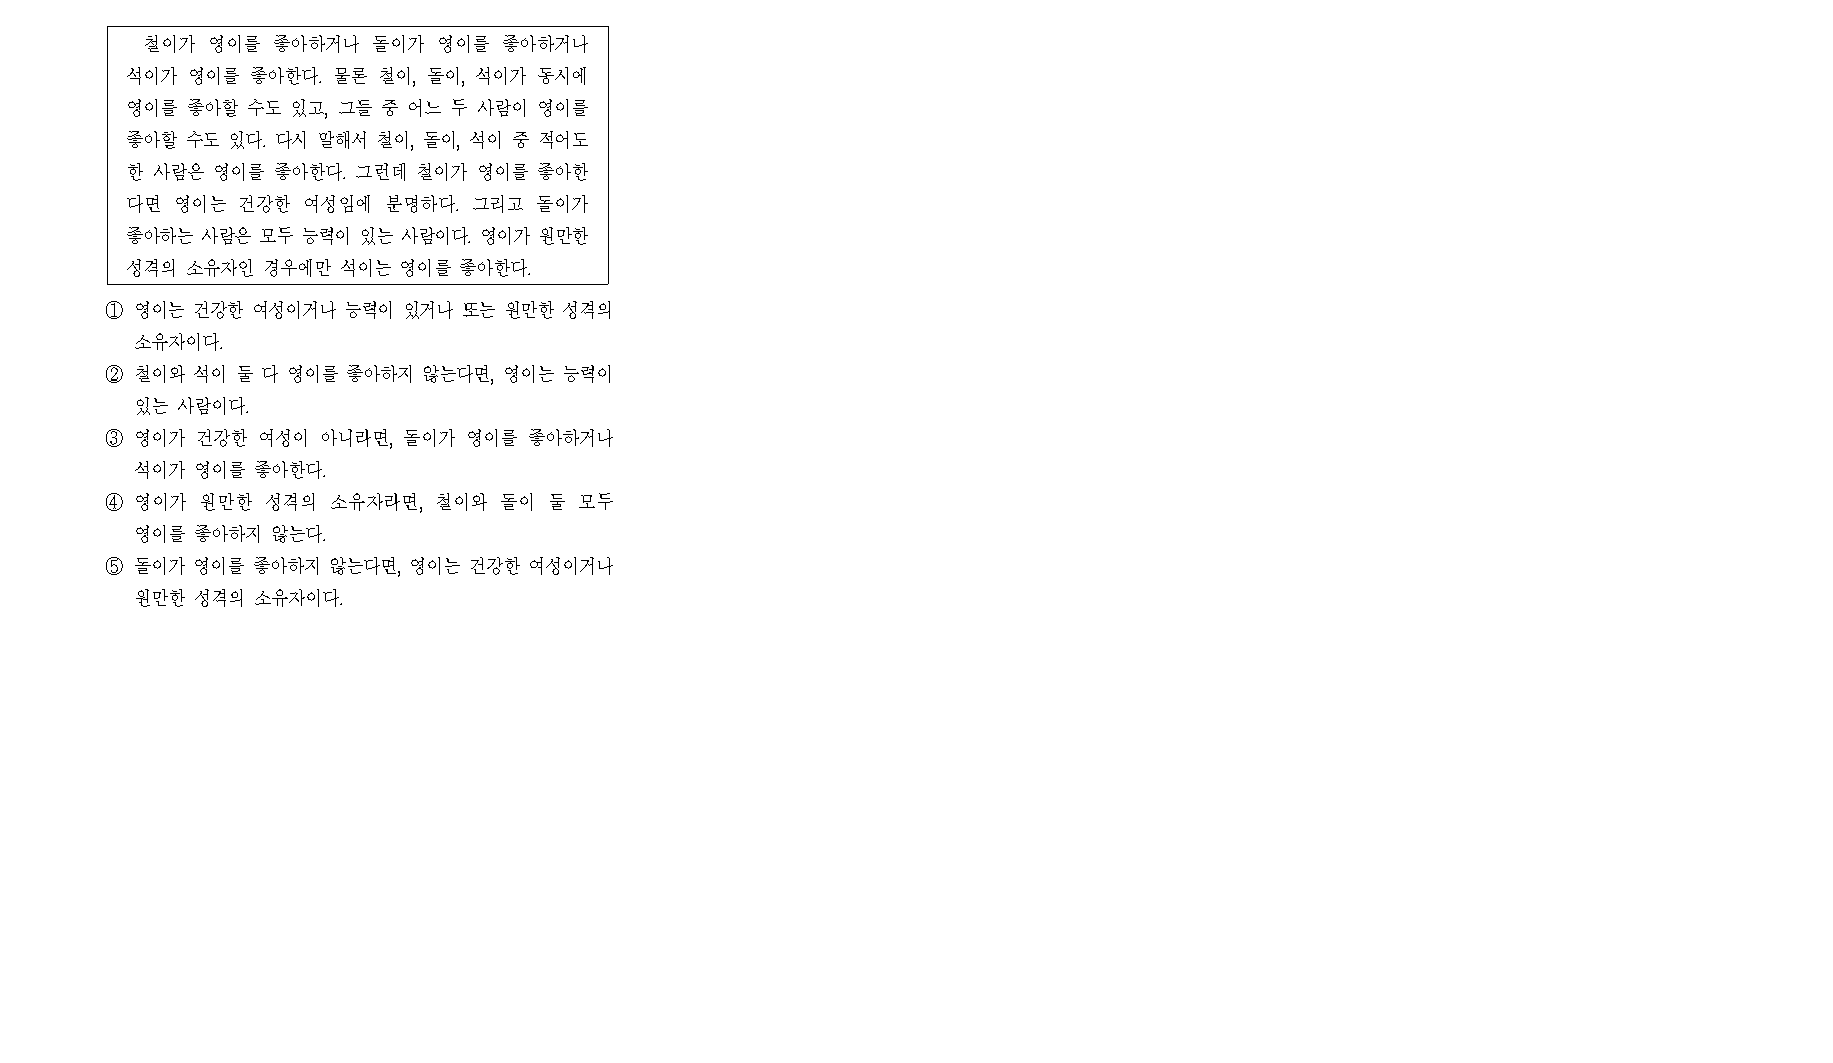 철이가 영이를 좋아하거나 돌이가 영이를 좋아하거나
석이가 영이를 좋아한다. 물론 철이, 돌이, 석이가 동시에
영이를 좋아할 수도 있고, 그들 중 어느 두 사람이 영이를
좋아할 수도 있다. 다시 말해서 철이, 돌이, 석이 중 적어도
한 사람은 영이를 좋아한다. 그런데 철이가 영이를 좋아한
다면 영이는 건강한 여성임에 분명하다. 그리고 돌이가
좋아하는 사람은 모두 능력이 있는 사람이다. 영이가 원만한
성격의 소유자인 경우에만 석이는 영이를 좋아한다.
① 영이는 건강한 여성이거나 능력이 있거나 또는 원만한 성격의
소유자이다.
② 철이와 석이 둘 다 영이를 좋아하지 않는다면, 영이는 능력이
있는 사람이다.
③ 영이가 건강한 여성이 아니라면, 돌이가 영이를 좋아하거나
석이가 영이를 좋아한다.
④ 영이가 원만한 성격의 소유자라면, 철이와 돌이 둘 모두
영이를 좋아하지 않는다.
⑤ 돌이가 영이를 좋아하지 않는다면, 영이는 건강한 여성이거나
원만한 성격의 소유자이다.